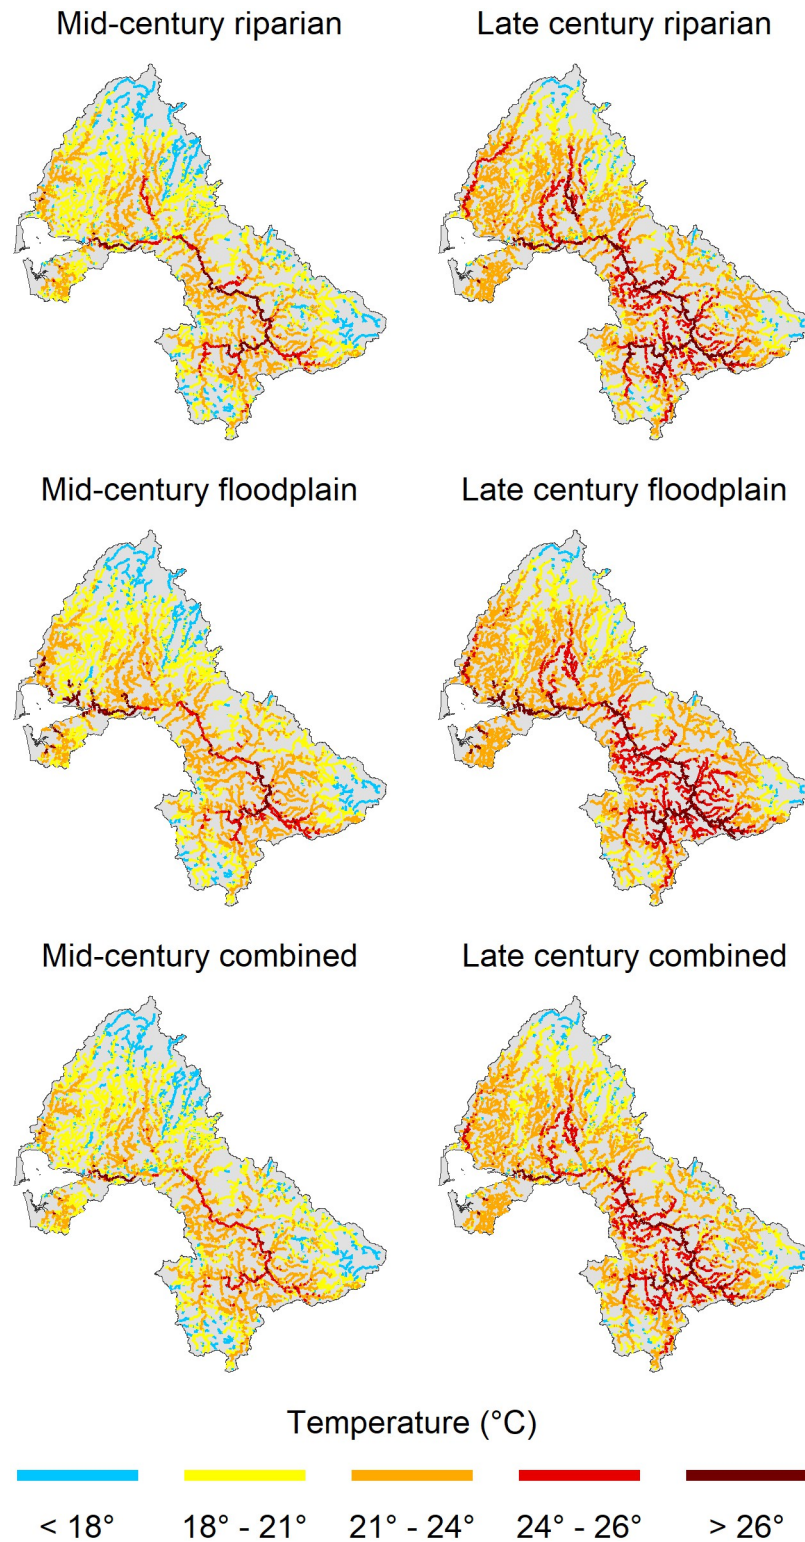 Mid-century riparian
Late century riparian
Mid-century floodplain
Late century floodplain
Mid-century combined
Late century combined
Temperature (°C)
< 18°
18° - 21°
21° - 24°
24° - 26°
> 26°